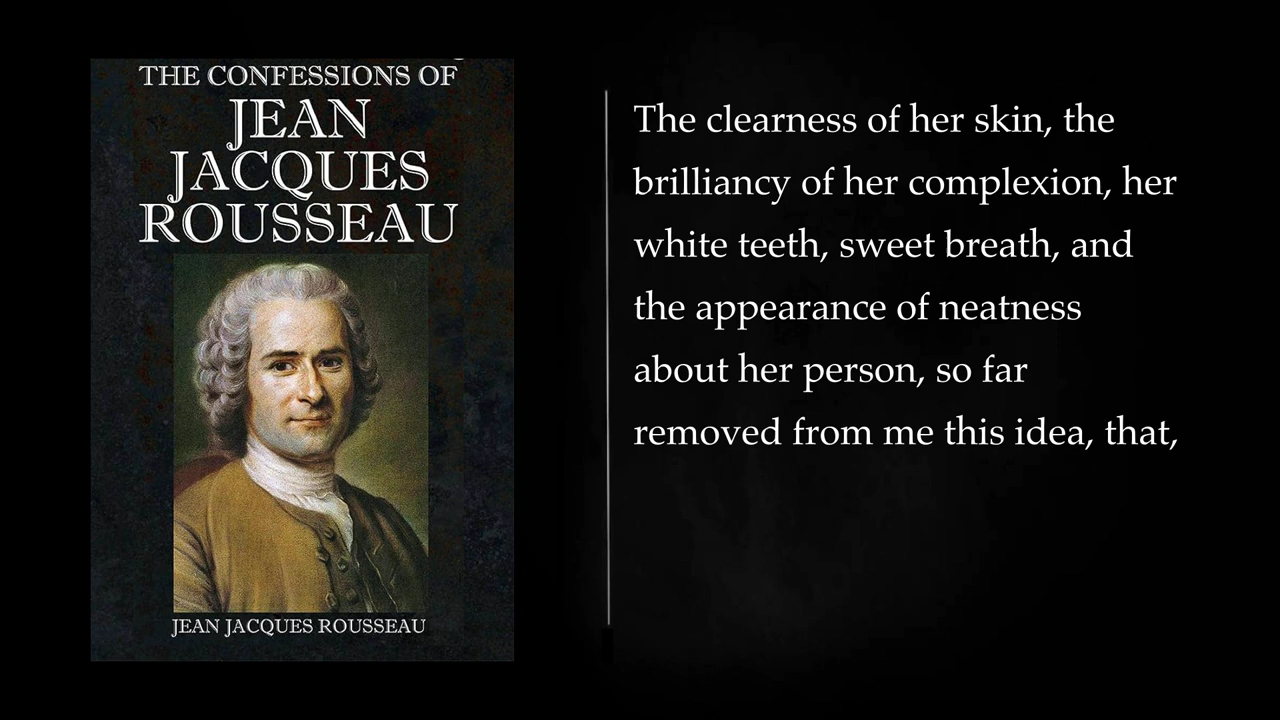 THE CONFESSIONS OF
JEAN
JACQUES
ROUSSEAU
JEAN JACQUES ROUSSEAU
The clearness of her skin, the
brilliancy of her complexion, her
white teeth, sweet breath, and
the appearance of neatness
about her person, so far
removed from me this idea, that,